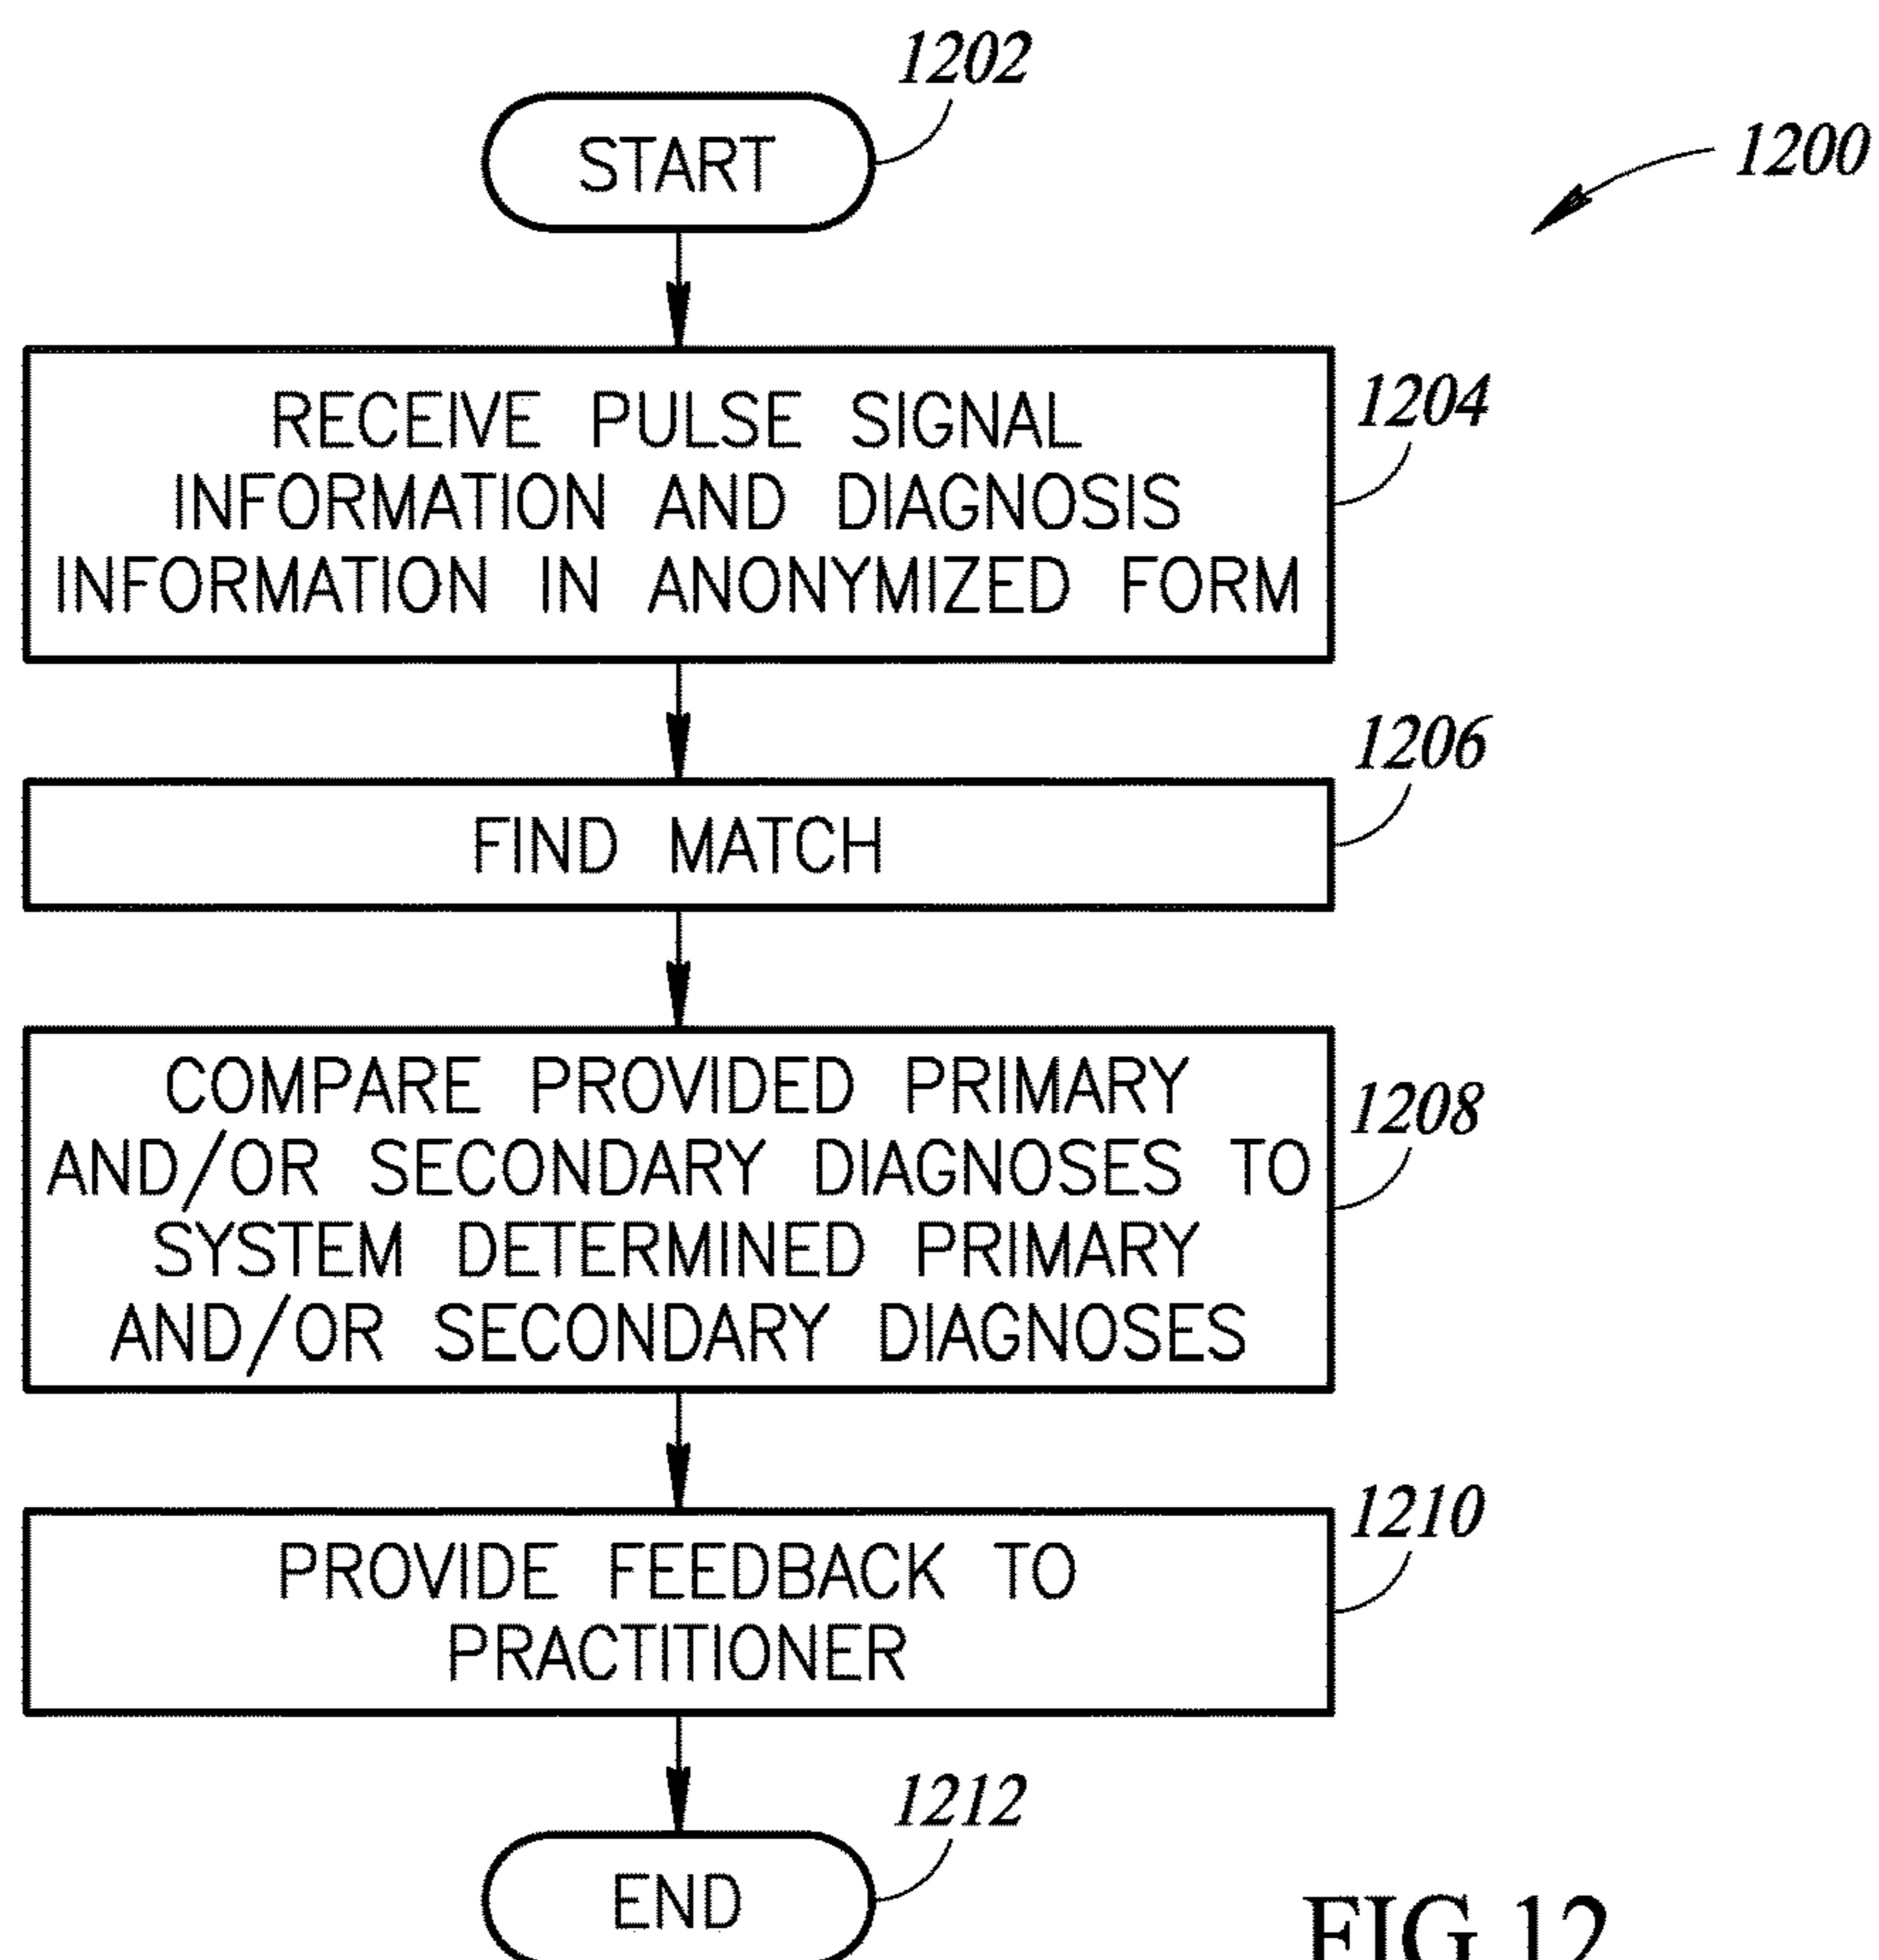 1202
START
1200
RECEIVE PULSE SIGNAL
INFORMATION AND DIAGNOSIS
INFORMATION IN ANONYMIZED FORM
1204
1206
FIND MATCH
COMPARE PROVIDED PRIMARY
AND/OR SECONDARY DIAGNOSES TO
SYSTEM DETERMINED PRIMARY
AND/OR SECONDARY DIAGNOSES
1208
1210
PROVIDE FEEDBACK TO
PRACTITIONER
1212
END
FIG.12